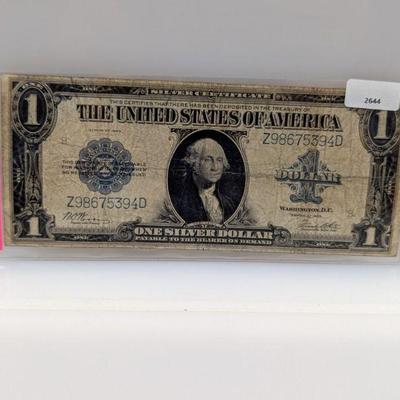 2644
SILVER CERTIFICATE
THIS CERTIFIES THAT THERE HAS BEEN DEPOSITED IN THE TREASURY OF
1 THE UNITED STATES OF AMERICA 1
Z98675394D
1
DOLLAR
WASHINGTON, D.C.
Z98675394D
1 ONE SILVER DOLLAR 1
PAYABLE TO THE BEARER ON DEMAND